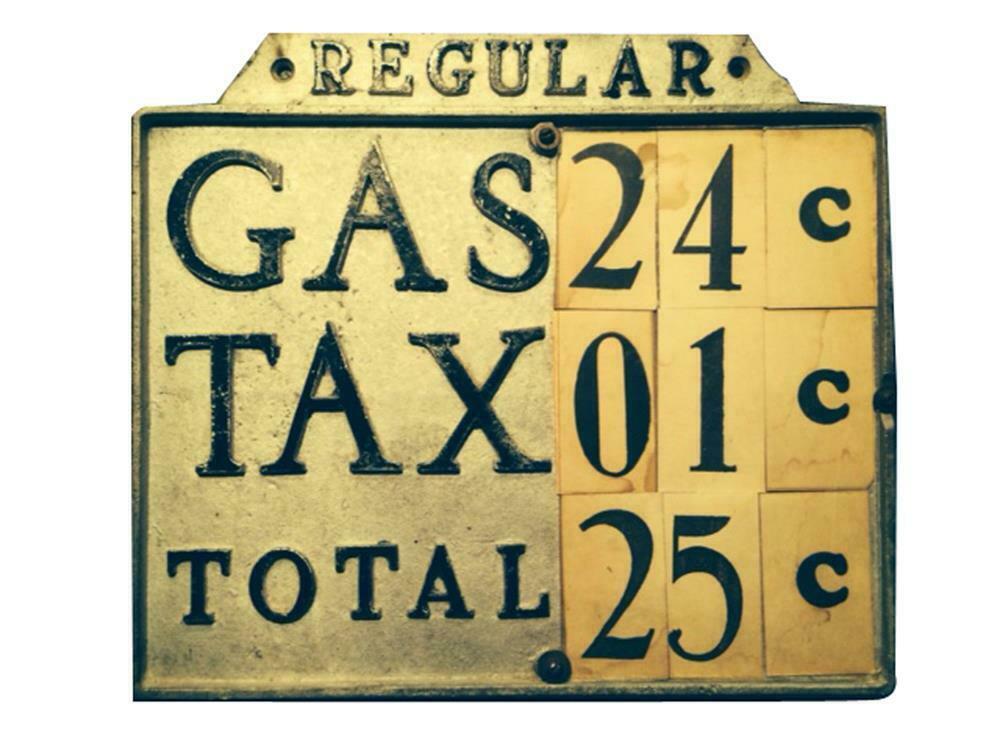 REGULAR
GAS 24 c
TAX 01 c
TOTAL 25 c